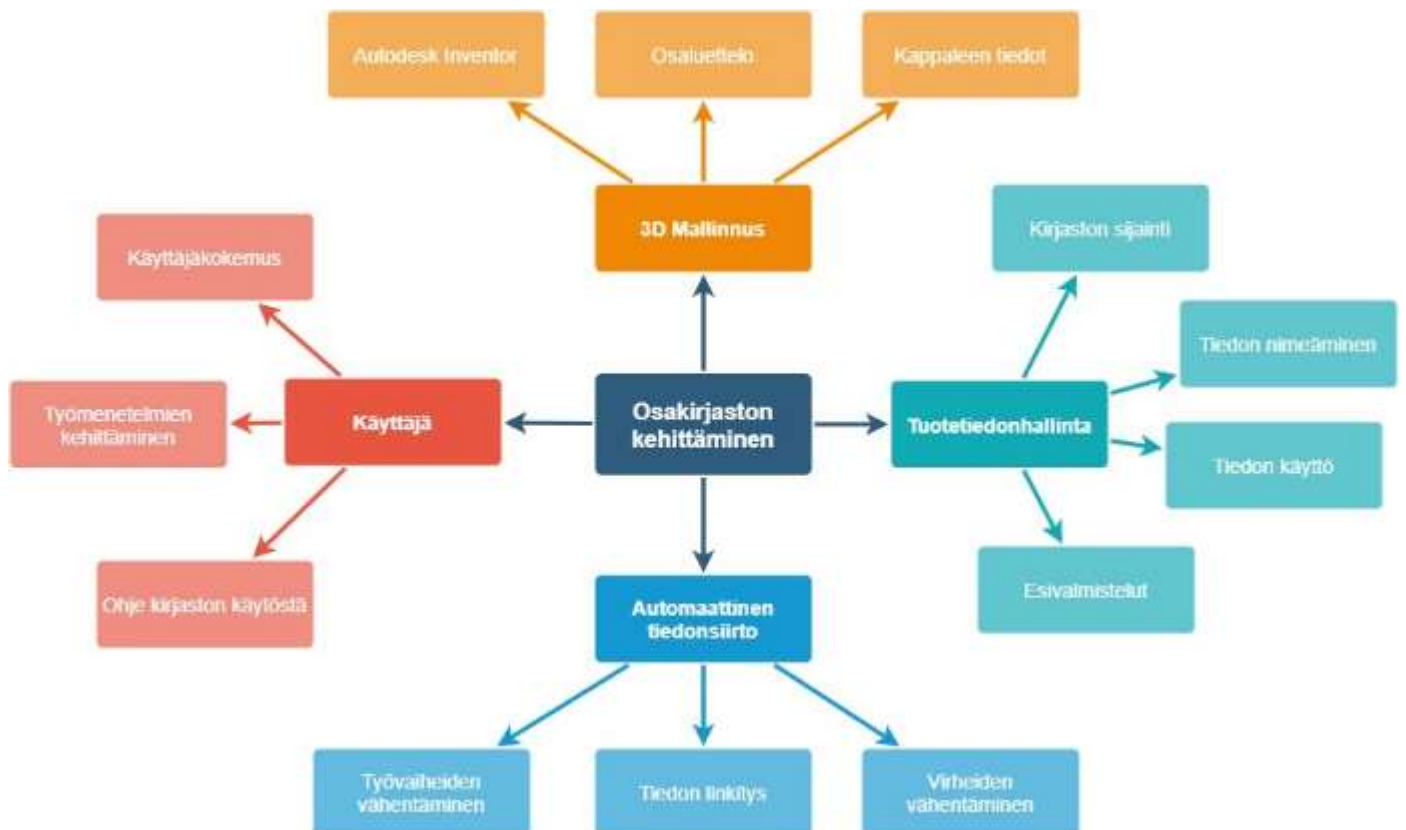 Autodesk Inventor
Osaluettelo
Kappaleen tiedot
3D Mallinnus
Kirjaston sijainti
Käyttäjäkokemus
Tiedon nimeäminen
Työmenetelmien
kehittäminen
Käyttäjä
Osakirjaston
kehittäminen
Tuotetiedonhallinta
Tiedon käyttö
Ohje kirjaston käytöstä
Automaattinen
tiedonsiirto
Esivalmistelut
Työvaiheiden
vähentäminen
Tiedon linkitys
Virheiden
vähentäminen